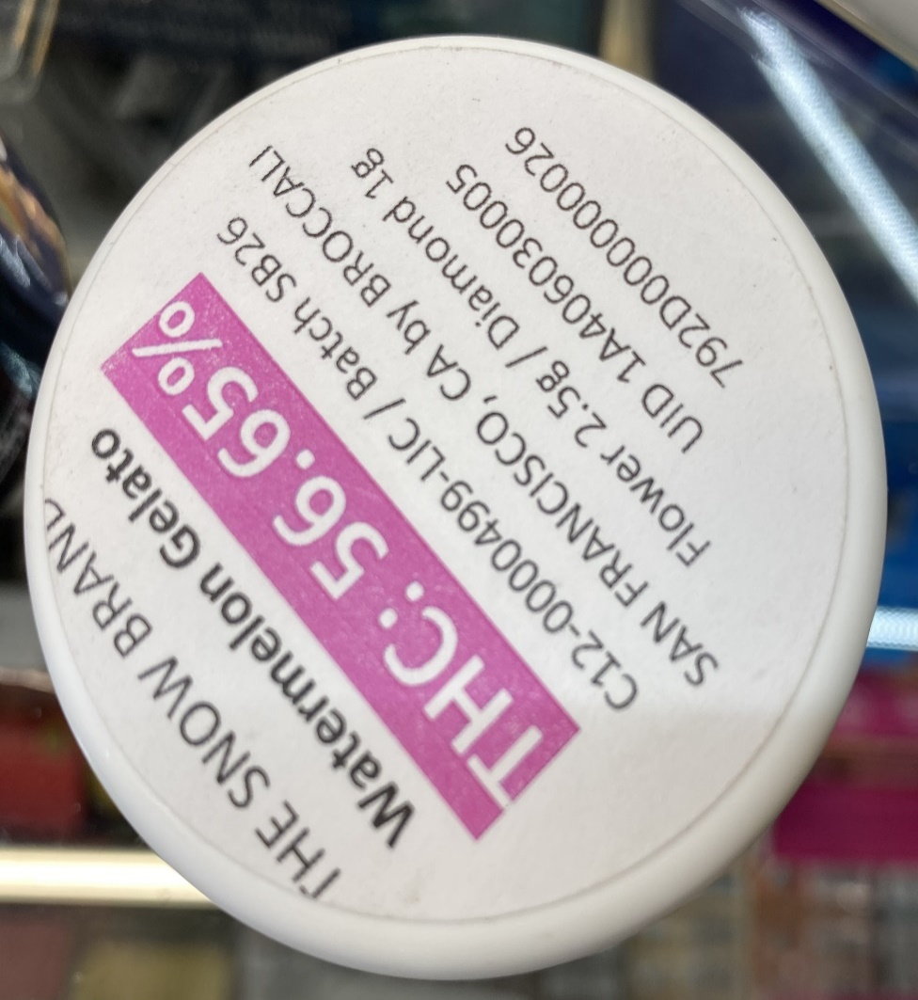 THE SNOW BRAND
Watermelon Gelato
THC: 56.65%
C12-0000499-LIC / Batch SB26
SAN FRANCISCO, CA by BROCCALI
Flower 2.5g / Diamond 1g
UID 1A406030005
792D000000026